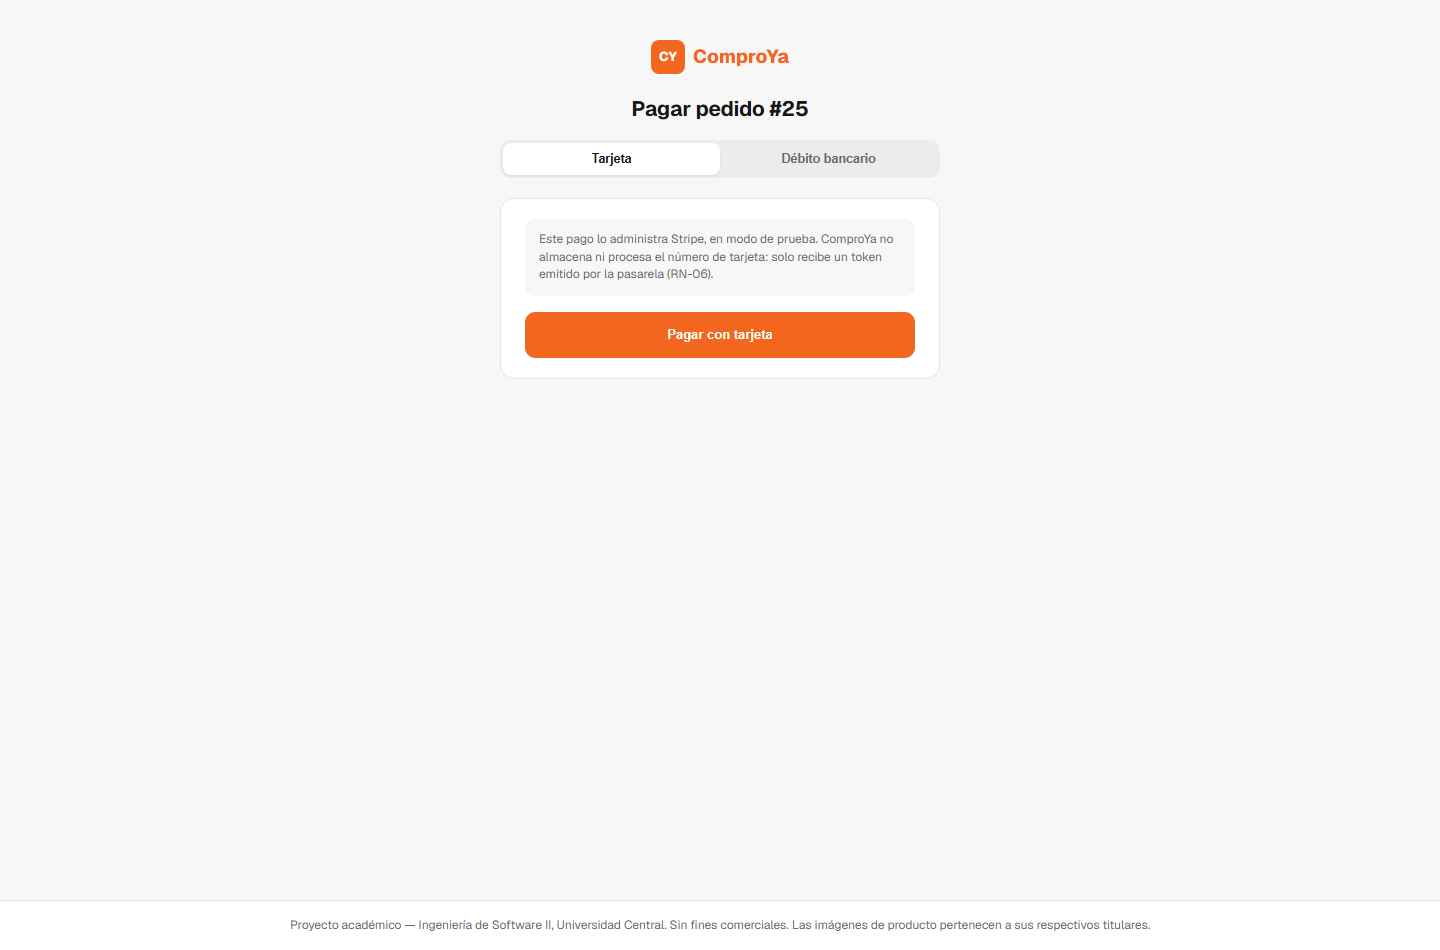 CY ComproYa
Pagar pedido #25
Tarjeta Débito bancario
Este pago lo administra Stripe, en modo de prueba. ComproYa no
almacena ni procesa el número de tarjeta: solo recibe un token
emitido por la pasarela (RN-06).
Pagar con tarjeta
Proyecto académico — Ingeniería de Software II, Universidad Central. Sin fines comerciales. Las imágenes de producto pertenecen a sus respectivos titulares.